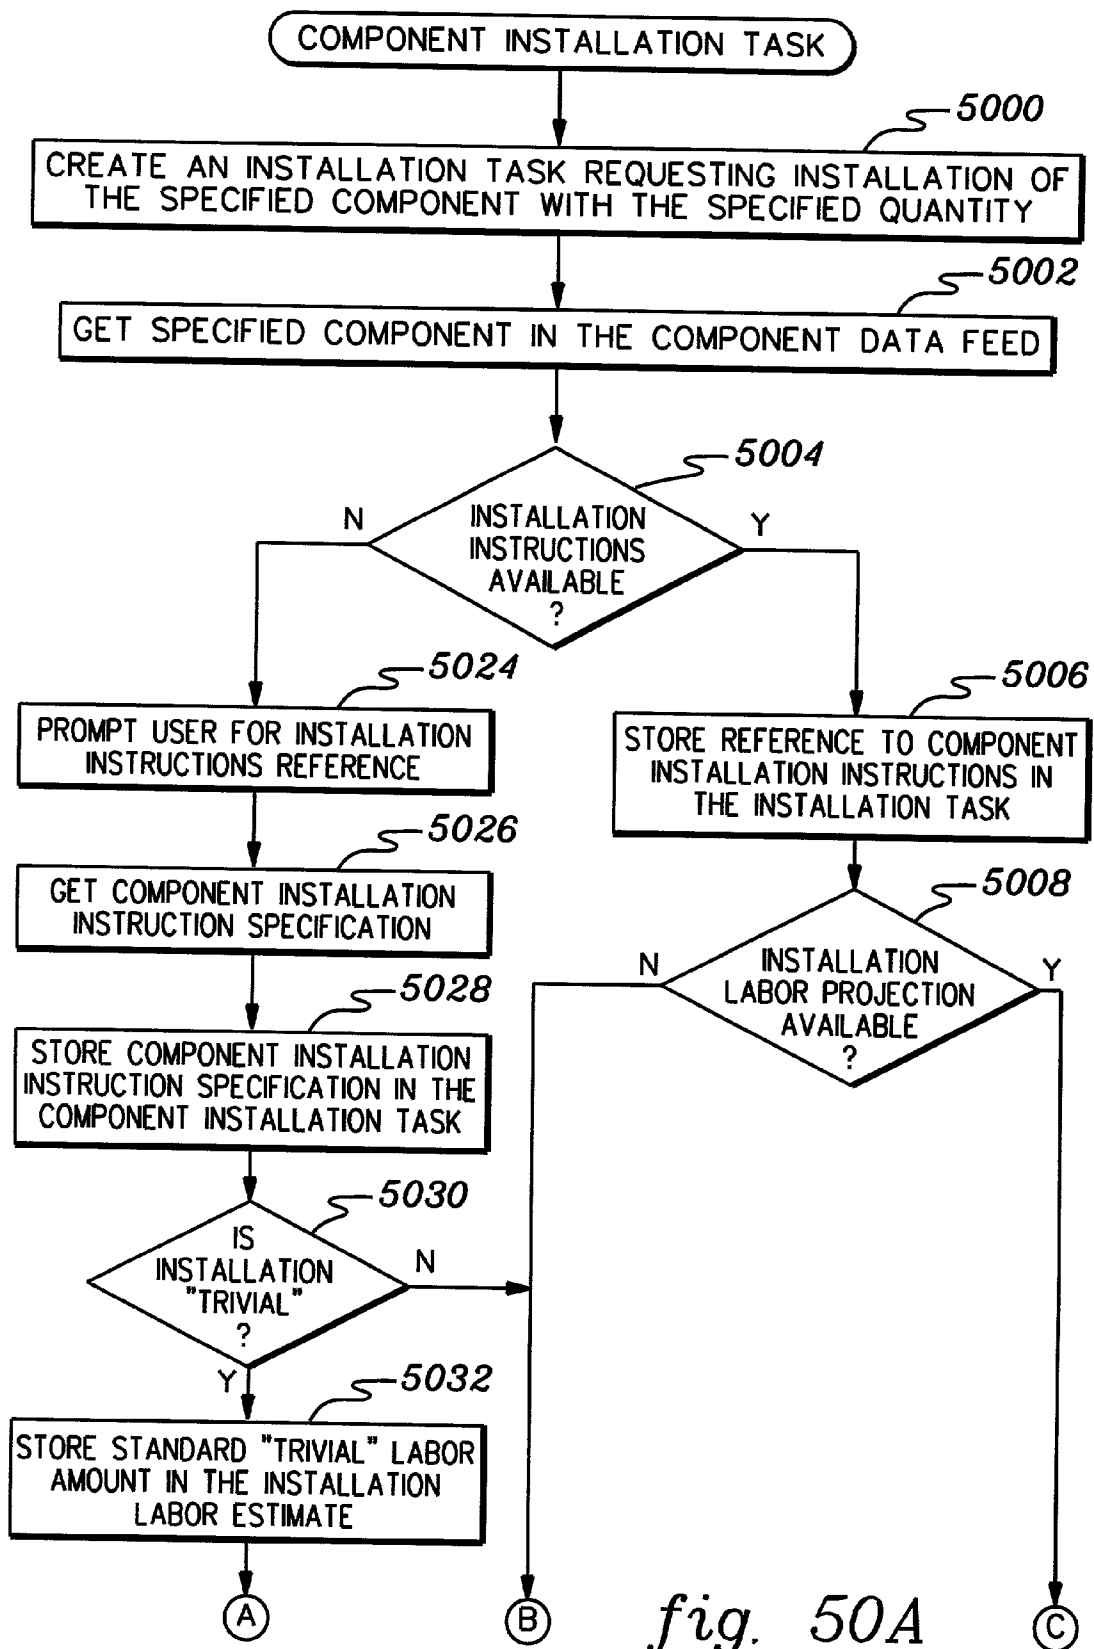 COMPONENT INSTALLATION TASK
5000
CREATE AN INSTALLATION TASK REQUESTING INSTALLATION OF
THE SPECIFIED COMPONENT WITH THE SPECIFIED QUANTITY
5002
GET SPECIFIED COMPONENT IN THE COMPONENT DATA FEED
5004
N
INSTALLATION
INSTRUCTIONS
AVAILABLE
?
Y
5024
PROMPT USER FOR INSTALLATION
INSTRUCTIONS REFERENCE
5006
STORE REFERENCE TO COMPONENT
INSTALLATION INSTRUCTIONS IN
THE INSTALLATION TASK
5026
GET COMPONENT INSTALLATION
INSTRUCTION SPECIFICATION
5008
N
INSTALLATION
LABOR PROJECTION
AVAILABLE
?
Y
5028
STORE COMPONENT INSTALLATION
INSTRUCTION SPECIFICATION IN THE
COMPONENT INSTALLATION TASK
5030
IS
INSTALLATION
"TRIVIAL"
?
N
Y
5032
STORE STANDARD "TRIVIAL" LABOR
AMOUNT IN THE INSTALLATION
LABOR ESTIMATE
A
B
C
fig. 50A